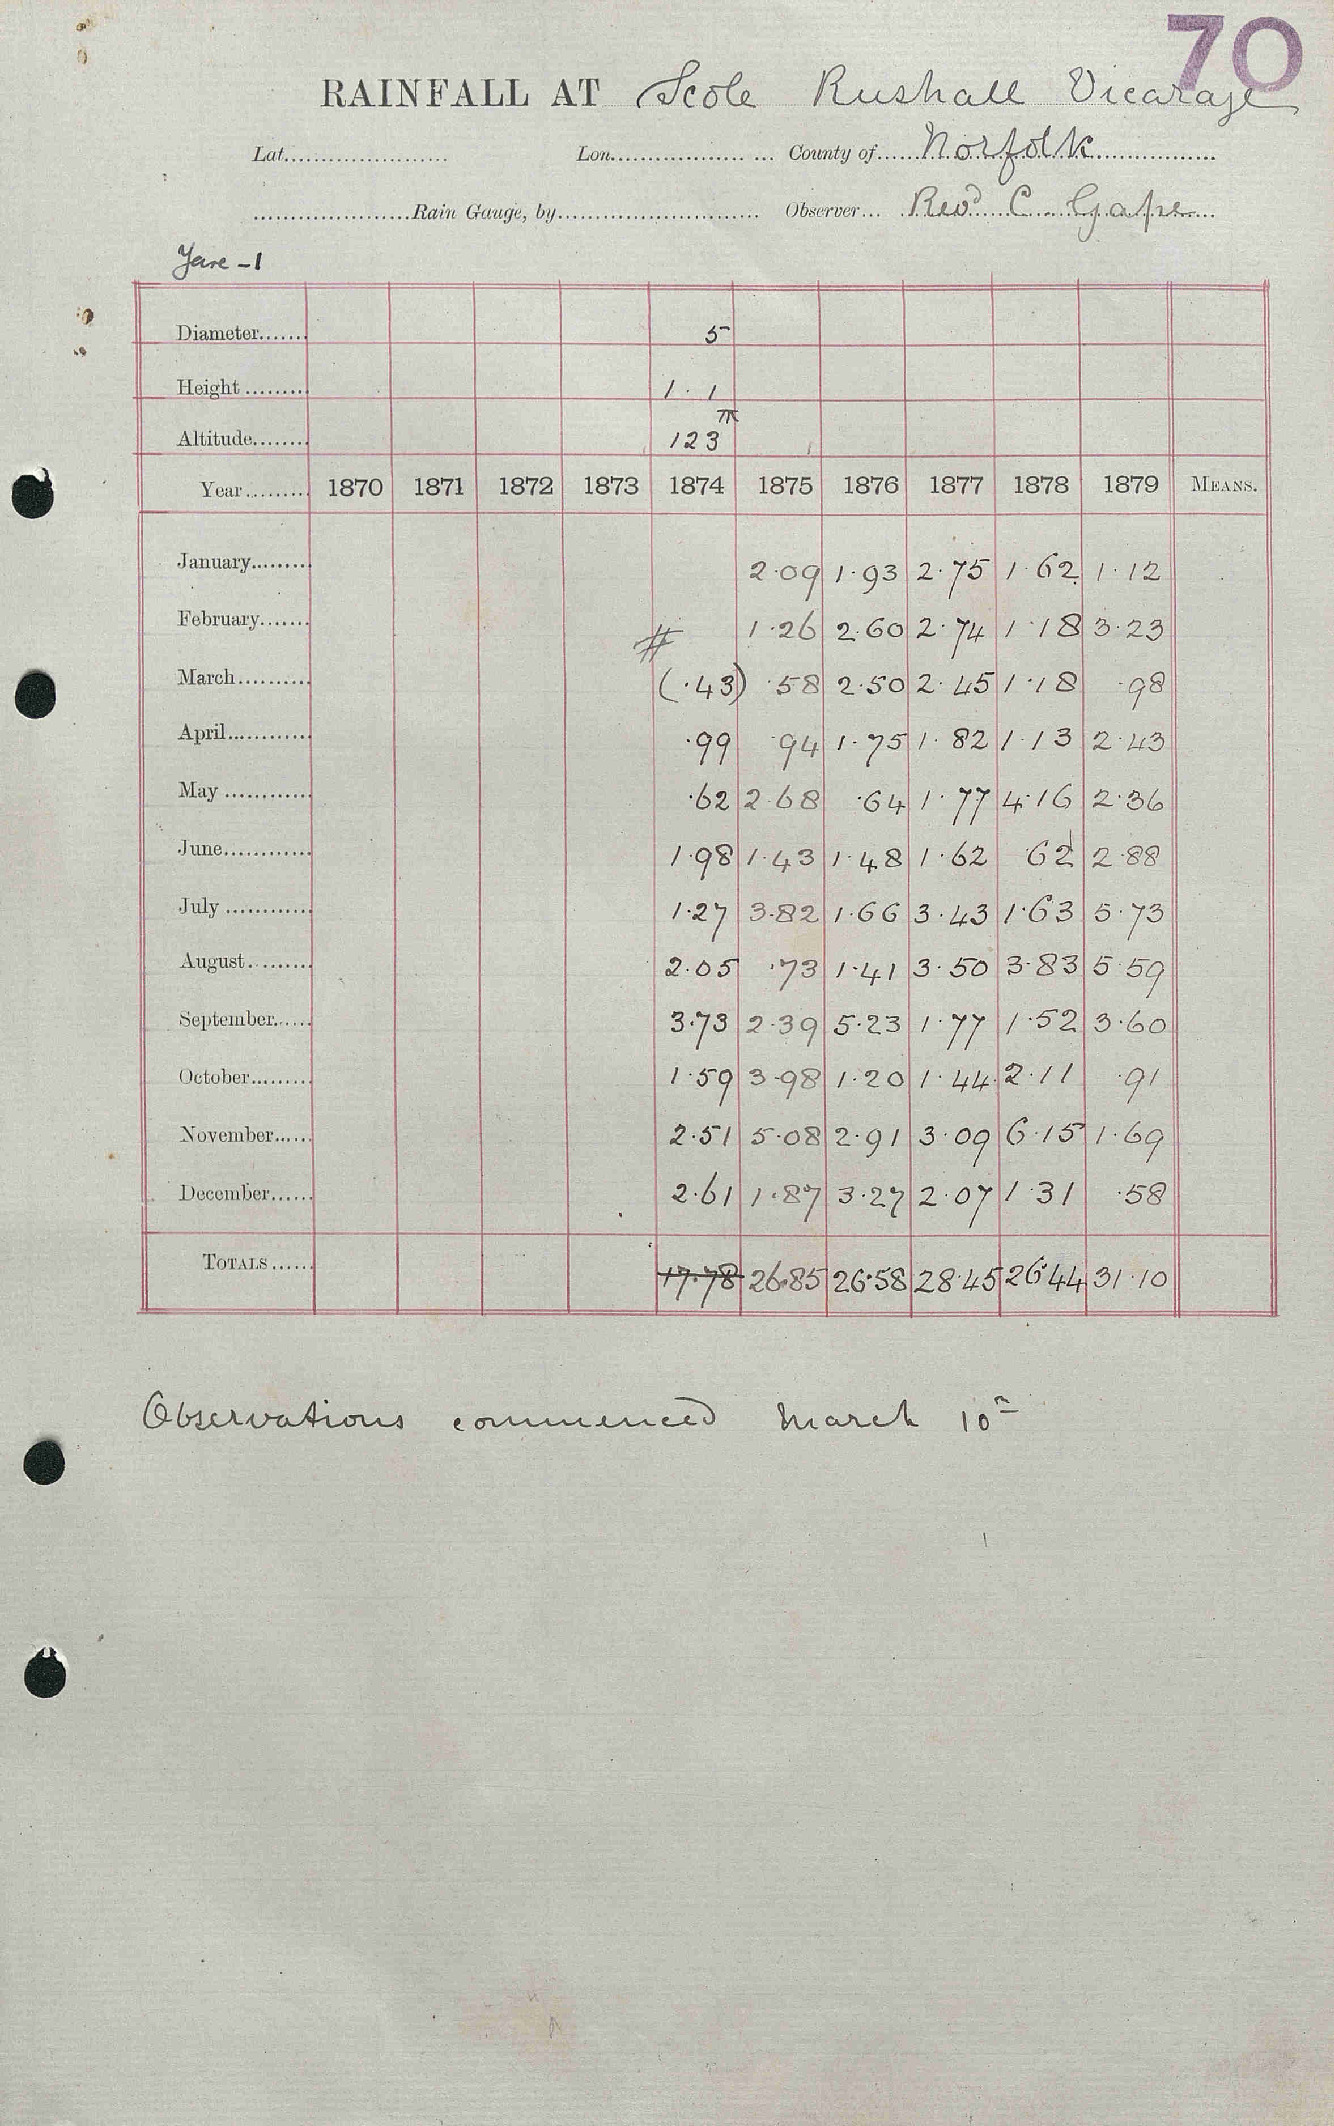 70
RAINFALL AT Scole Rushall Vicarage
Lat...................... Lon................... ... County of......Norfolk..................
......................Rain Gauge, by............................. Observer... ..Revd C. Gape...
Yare - 1
Diameter....... 5
Height ......... 1. 1
Altitude........ 123
Year......... 1870 1871 1872 1873 1874 1875 1876 1877 1878 1879 MEANS.
January......... 2.09 1.93 2.75 1.62 1.12
February....... # 1.26 2.60 2.74 1.18 3.23
March.......... (.43) .58 2.50 2.45 1.18 .98
April............ .99 .94 1.75 1.82 1.13 2.43
May ............ .62 2.68 .64 1.77 4.16 2.36
June............ 1.98 1.43 1.48 1.62 .62 2.88
July ............ 1.27 3.82 1.66 3.43 1.63 5.73
August......... 2.05 .73 1.41 3.50 3.83 5.59
September...... 3.73 2.39 5.23 1.77 1.52 3.60
October......... 1.59 3.98 1.20 1.44 2.11 .91
November...... 2.51 5.08 2.91 3.09 6.15 1.69
December...... 2.61 1.87 3.27 2.07 1.31 .58
TOTALS...... 17.78 26.85 26.58 28.45 26.44 31.10
Observations commenced March 10